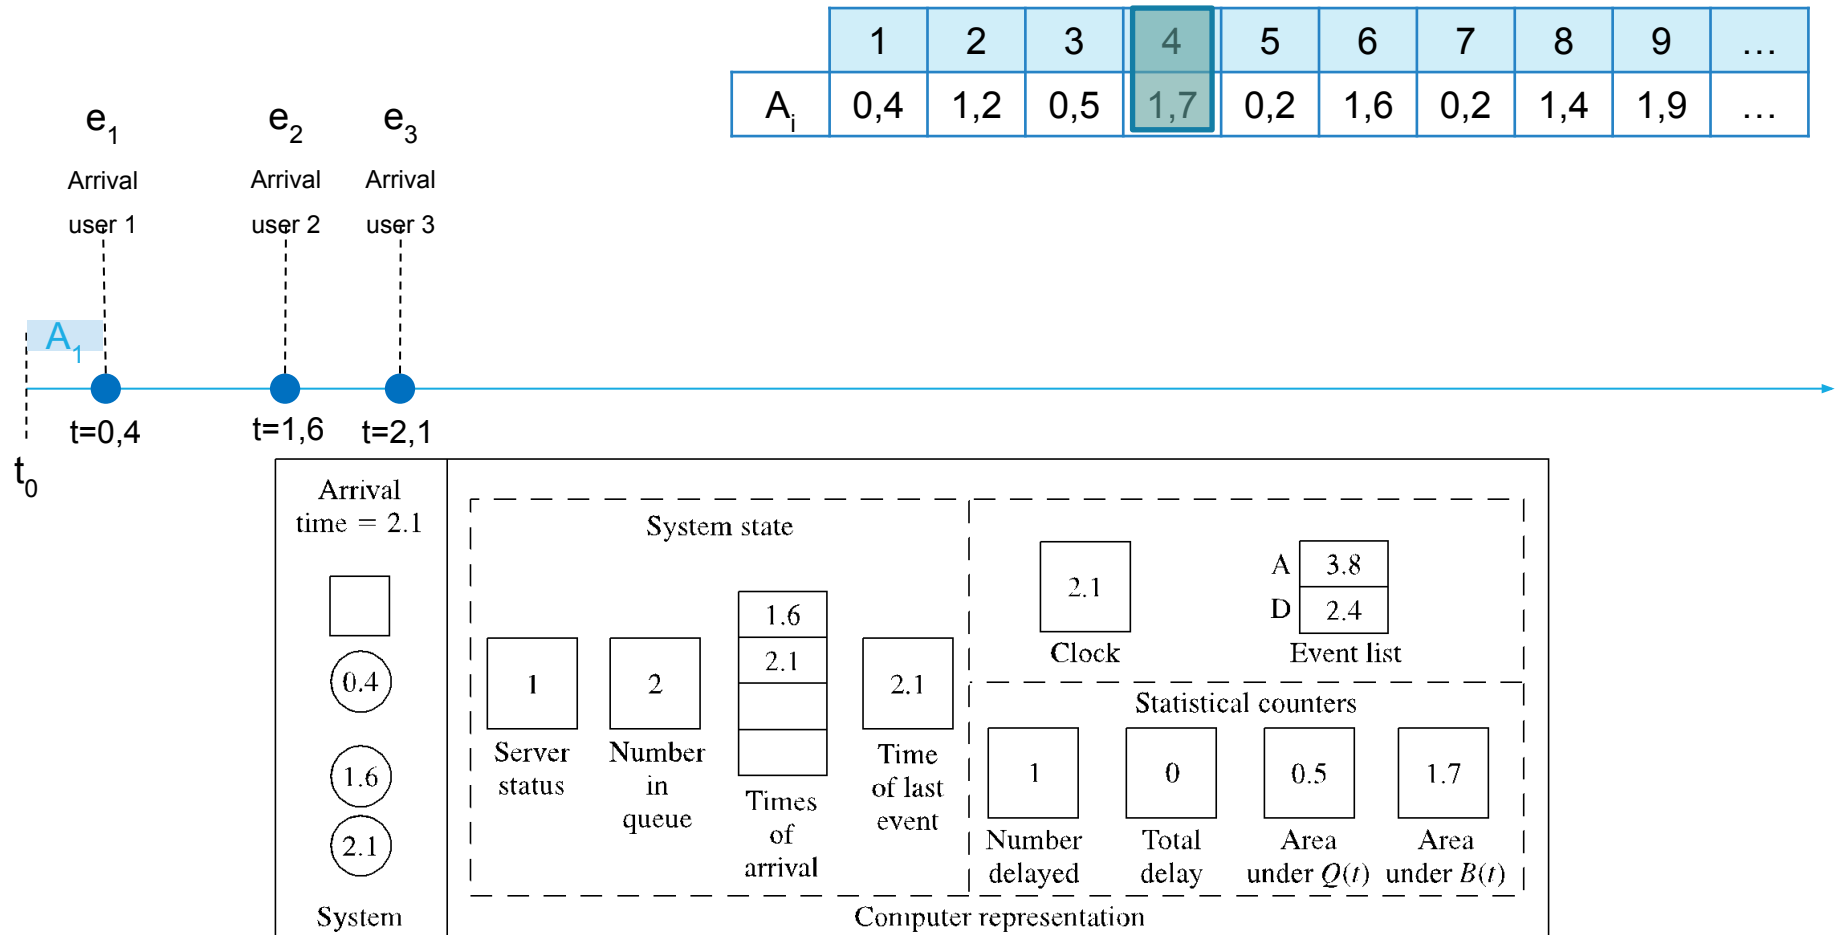 1 2 3 4 5 6 7 8 9 …
Ai 0,4 1,2 0,5 1,7 0,2 1,6 0,2 1,4 1,9 …
e1 e2 e3
Arrival Arrival Arrival
user 1 user 2 user 3
A1
t=0,4 t=1,6 t=2,1
t0
Arrival
time = 2.1
0.4
1.6
2.1
System
System state
1
Server
status
2
Number
in
queue
1.6
2.1
Times
of
arrival
2.1
Time
of last
event
2.1
Clock
A 3.8
D 2.4
Event list
Statistical counters
1
Number
delayed
0
Total
delay
0.5
Area
under Q(t)
1.7
Area
under B(t)
Computer representation